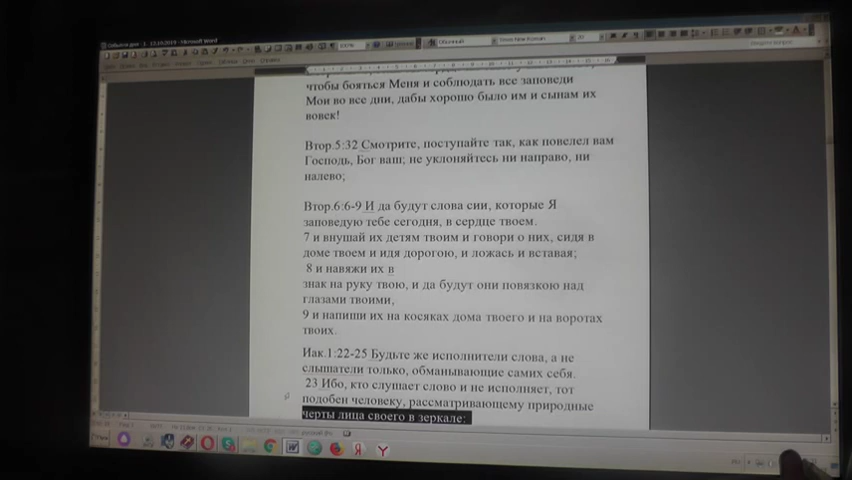 чтобы бояться Меня и соблюдать все заповеди
Мои во все дни, дабы хорошо было им и сынам их
вовек!
Втор.5:32 Смотрите, поступайте так, как повелел вам
Господь, Бог ваш; не уклоняйтесь ни направо, ни
налево;
Втор.6:6-9 И да будут слова сии, которые Я
заповедую тебе сегодня, в сердце твоем.
7 и внушай их детям твоим и говори о них, сидя в
доме твоем и идя дорогою, и ложась и вставая;
8 и навяжи их в
знак на руку твою, и да будут они повязкою над
глазами твоими,
9 и напиши их на косяках дома твоего и на воротах
твоих.
Иак.1:22-25 Будьте же исполнители слова, а не
слышатели только, обманывающие самих себя.
23 Ибо, кто слушает слово и не исполняет, тот
подобен человеку, рассматривающему природные
черты лица своего в зеркале: